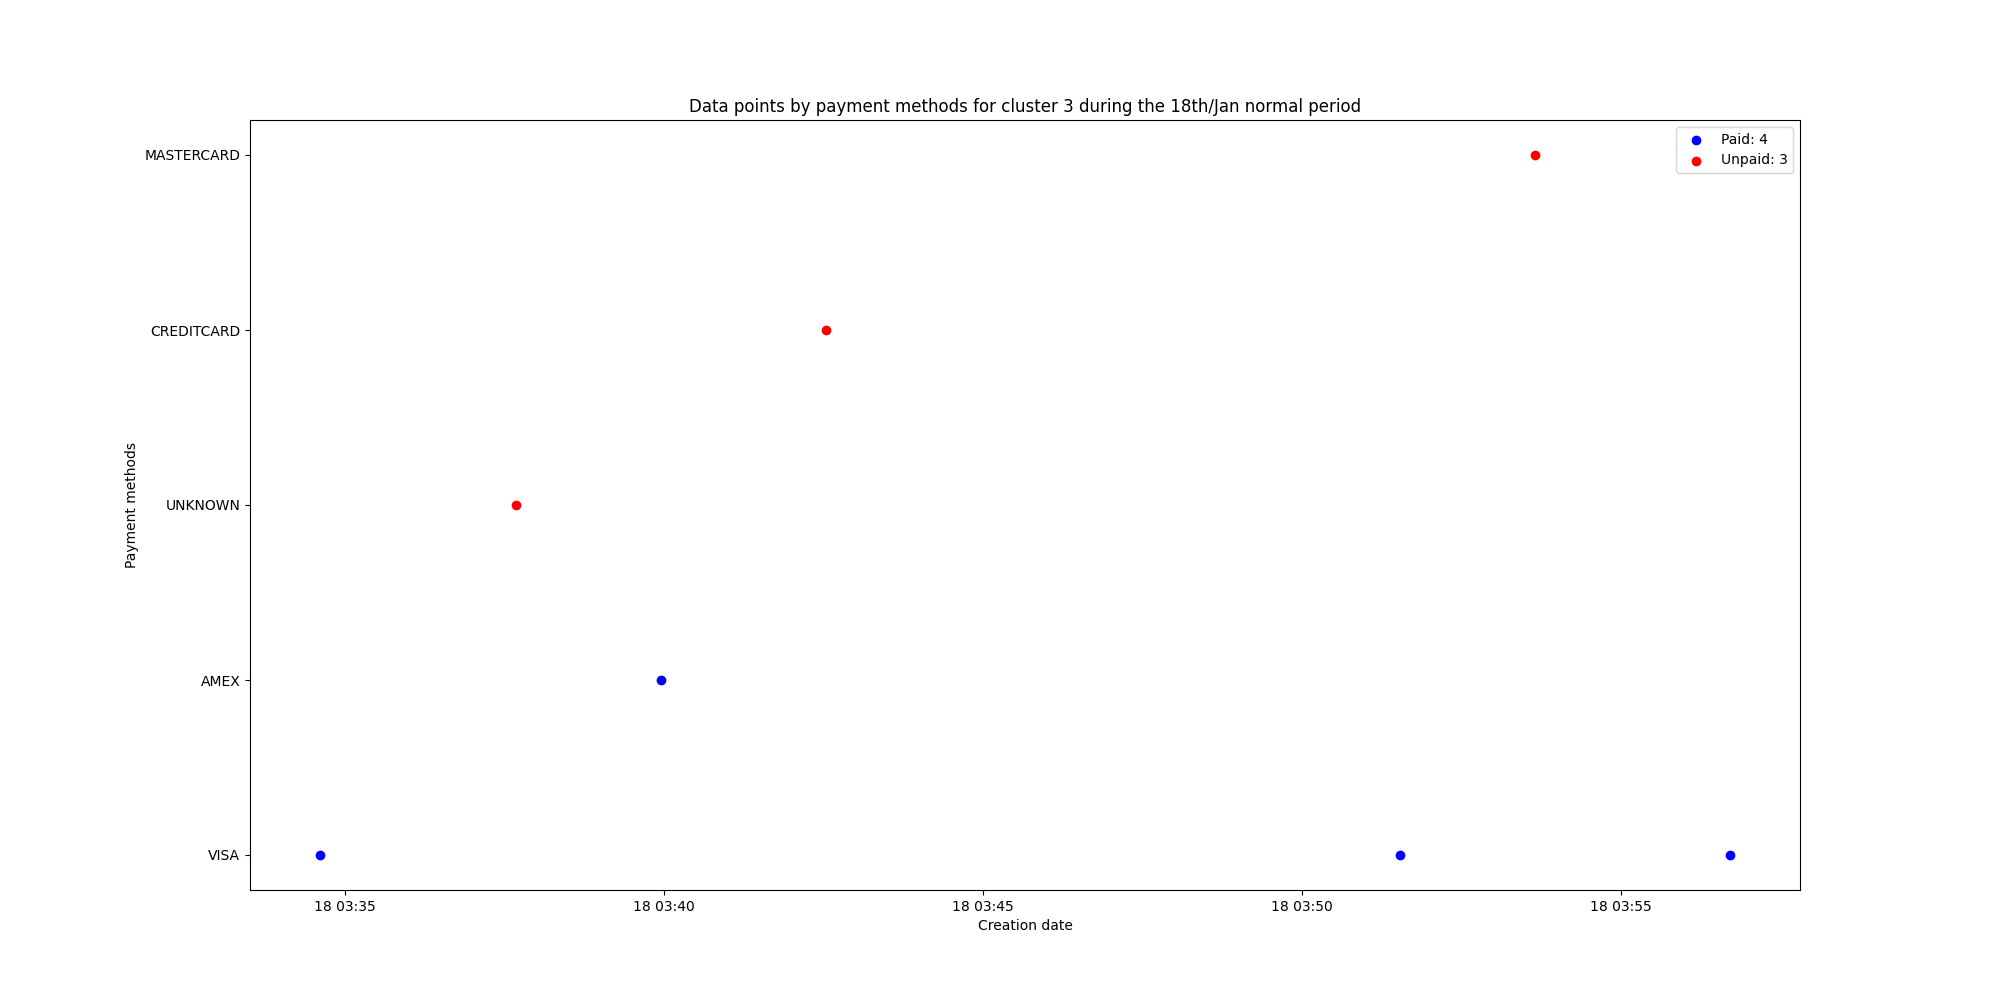 Data points by payment methods for cluster 3 during the 18th/Jan normal period
Paid: 4
Unpaid: 3
MASTERCARD
CREDITCARD
UNKNOWN
AMEX
VISA
Payment methods
18 03:35
18 03:40
18 03:45
18 03:50
18 03:55
Creation date